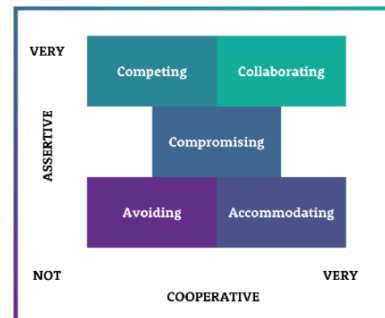 VERY
Competing
Collaborating
ASSERTIVE
Compromising
Avoiding
Accommodating
NOT
VERY
COOPERATIVE